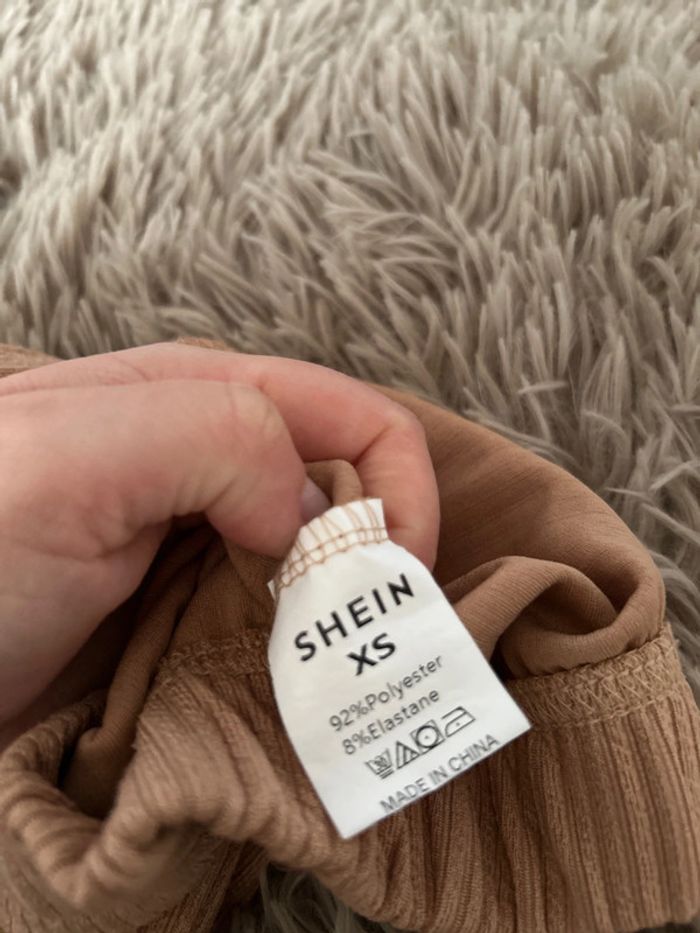 SHEIN
XS
92%Polyester
8%Elastane
MADE IN CHINA